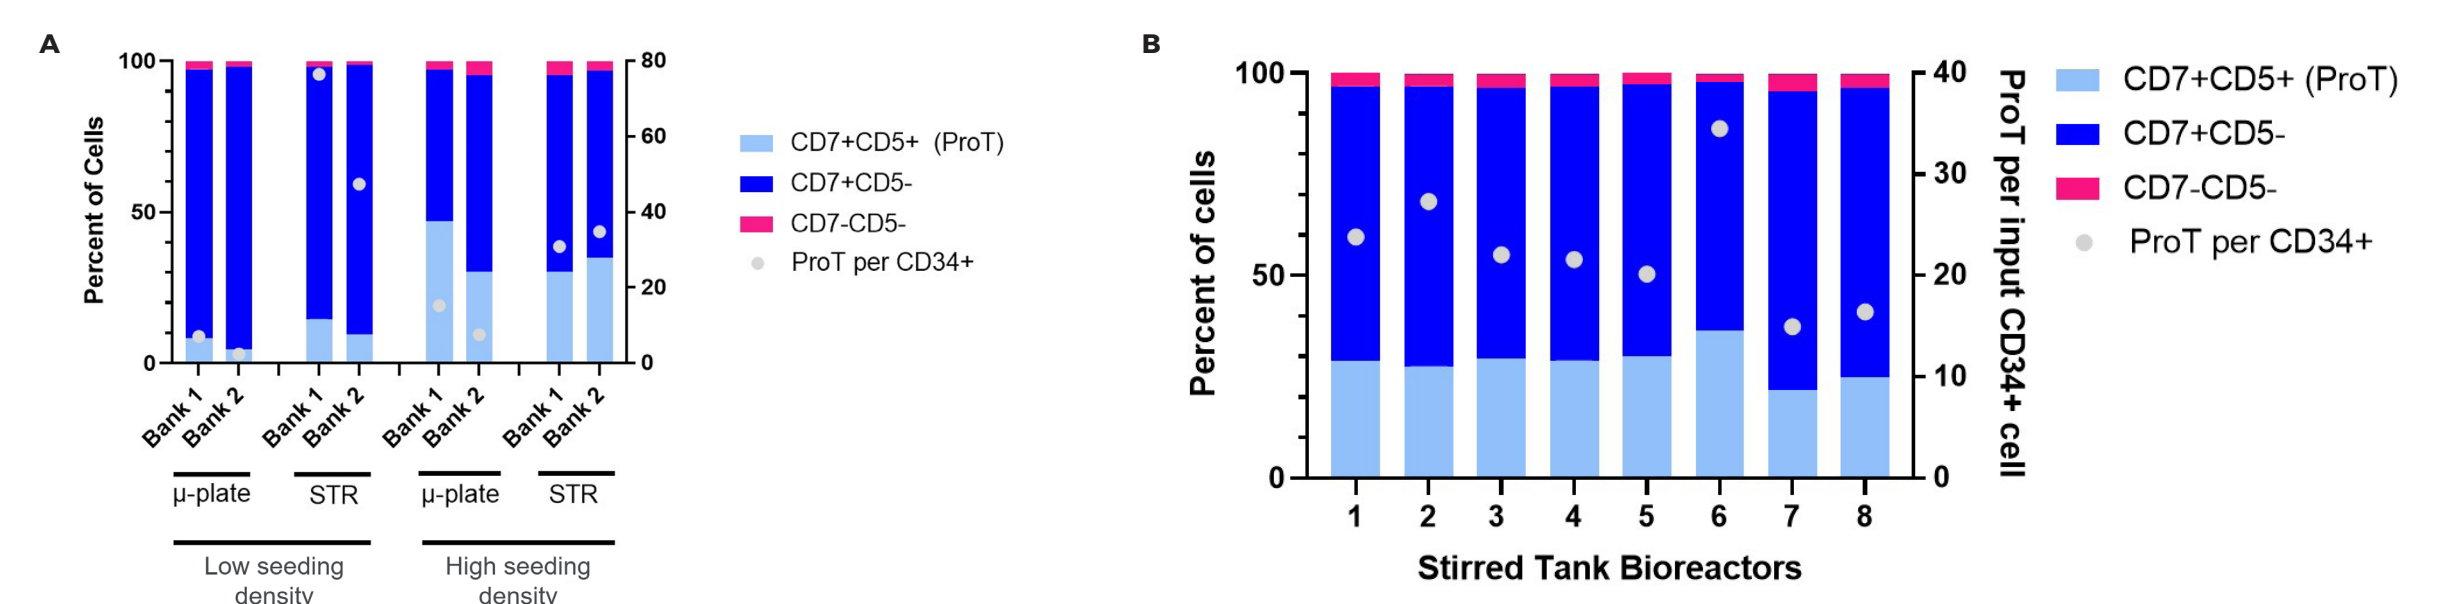 A
100
50
0
Percent of Cells
80
60
40
20
0
Bank 1
Bank 2
Bank 1
Bank 2
Bank 1
Bank 2
Bank 1
Bank 2
μ-plate
STR
μ-plate
STR
Low seeding
density
High seeding
density
CD7+CD5+ (ProT)
CD7+CD5-
CD7-CD5-
ProT per CD34+
B
100
50
0
Percent of cells
40
30
20
10
0
ProT per input CD34+ cell
1 2 3 4 5 6 7 8
Stirred Tank Bioreactors
CD7+CD5+ (ProT)
CD7+CD5-
CD7-CD5-
ProT per CD34+